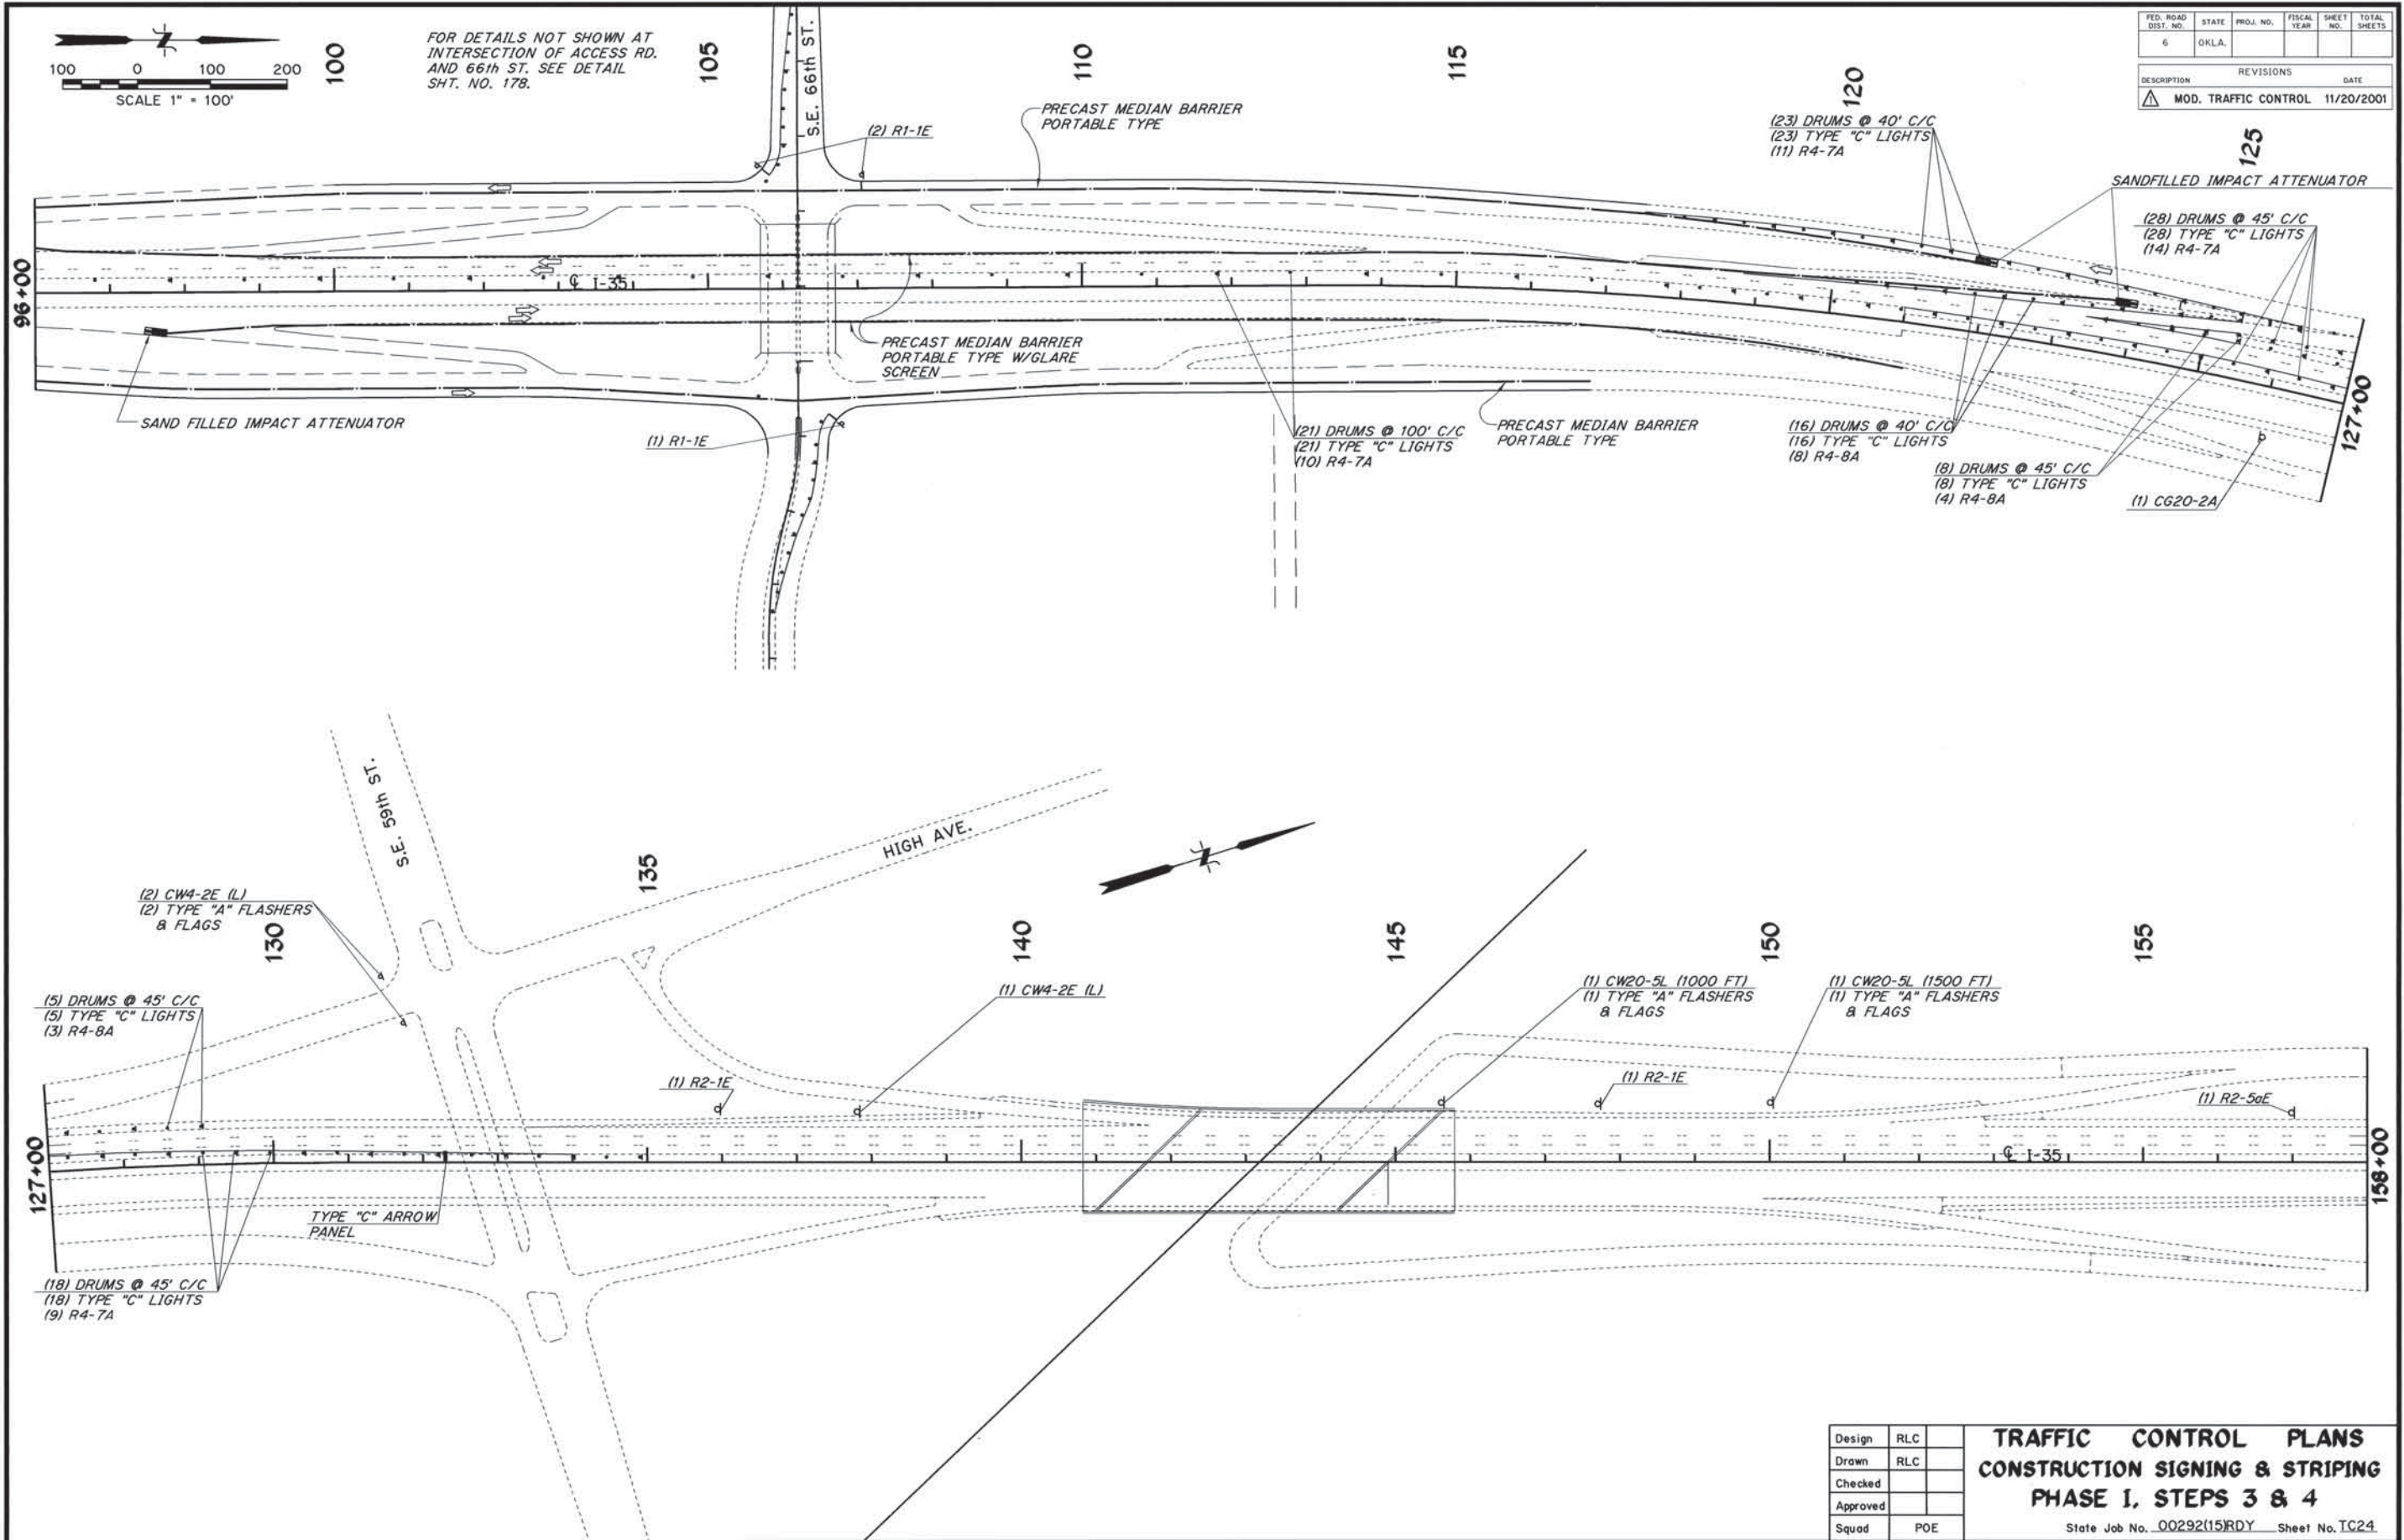 FED. ROAD DIST. NO. STATE PROJ. NO. FISCAL YEAR SHEET NO. TOTAL SHEETS
6 OKLA.
REVISIONS
DESCRIPTION DATE
1 MOD. TRAFFIC CONTROL 11/20/2001
100 0 100 200
SCALE 1" = 100'
FOR DETAILS NOT SHOWN AT
INTERSECTION OF ACCESS RD.
AND 66th ST. SEE DETAIL
SHT. NO. 178.
100
105
110
115
120
125
S.E. 66th ST.
(2) R1-1E
PRECAST MEDIAN BARRIER
PORTABLE TYPE
(23) DRUMS @ 40' C/C
(23) TYPE "C" LIGHTS
(11) R4-7A
SANDFILLED IMPACT ATTENUATOR
(28) DRUMS @ 45' C/C
(28) TYPE "C" LIGHTS
(14) R4-7A
96+00
℄ I-35
PRECAST MEDIAN BARRIER
PORTABLE TYPE W/GLARE
SCREEN
SAND FILLED IMPACT ATTENUATOR
(1) R1-1E
(21) DRUMS @ 100' C/C
(21) TYPE "C" LIGHTS
(10) R4-7A
PRECAST MEDIAN BARRIER
PORTABLE TYPE
(16) DRUMS @ 40' C/C
(16) TYPE "C" LIGHTS
(8) R4-8A
(8) DRUMS @ 45' C/C
(8) TYPE "C" LIGHTS
(4) R4-8A
(1) CG20-2A
127+00
S.E. 59th ST.
HIGH AVE.
130
135
140
145
150
155
(2) CW4-2E (L)
(2) TYPE "A" FLASHERS
& FLAGS
(5) DRUMS @ 45' C/C
(5) TYPE "C" LIGHTS
(3) R4-8A
(1) R2-1E
(1) CW4-2E (L)
(1) CW20-5L (1000 FT)
(1) TYPE "A" FLASHERS
& FLAGS
(1) CW20-5L (1500 FT)
(1) TYPE "A" FLASHERS
& FLAGS
(1) R2-1E
(1) R2-5aE
127+00
℄ I-35
158+00
TYPE "C" ARROW
PANEL
(18) DRUMS @ 45' C/C
(18) TYPE "C" LIGHTS
(9) R4-7A
Design RLC
Drawn RLC
Checked
Approved
Squad POE
TRAFFIC CONTROL PLANS
CONSTRUCTION SIGNING & STRIPING
PHASE I, STEPS 3 & 4
State Job No. 00292(15)RDY Sheet No. TC24